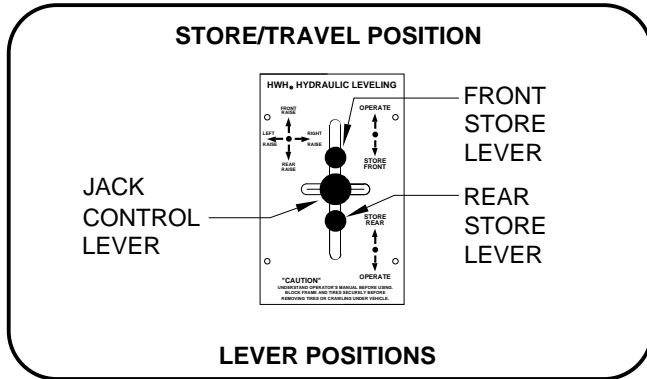 STORE/TRAVEL POSITION
HWH® HYDRAULIC LEVELING
FRONT
RAISE
LEFT
RAISE
RIGHT
RAISE
REAR
RAISE
OPERATE
STORE
FRONT
STORE
REAR
OPERATE
"CAUTION"
UNDERSTAND OPERATOR'S MANUAL BEFORE USING.
BLOCK FRAME AND TIRES SECURELY BEFORE
REMOVING TIRES OR CRAWLING UNDER VEHICLE.
JACK
CONTROL
LEVER
FRONT
STORE
LEVER
REAR
STORE
LEVER
LEVER POSITIONS